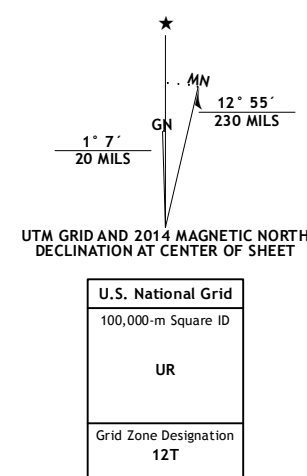 MN
GN
1° 7´
20 MILS
12° 55´
230 MILS
UTM GRID AND 2014 MAGNETIC NORTH
DECLINATION AT CENTER OF SHEET
U.S. National Grid
100,000-m Square ID
UR
Grid Zone Designation
12T